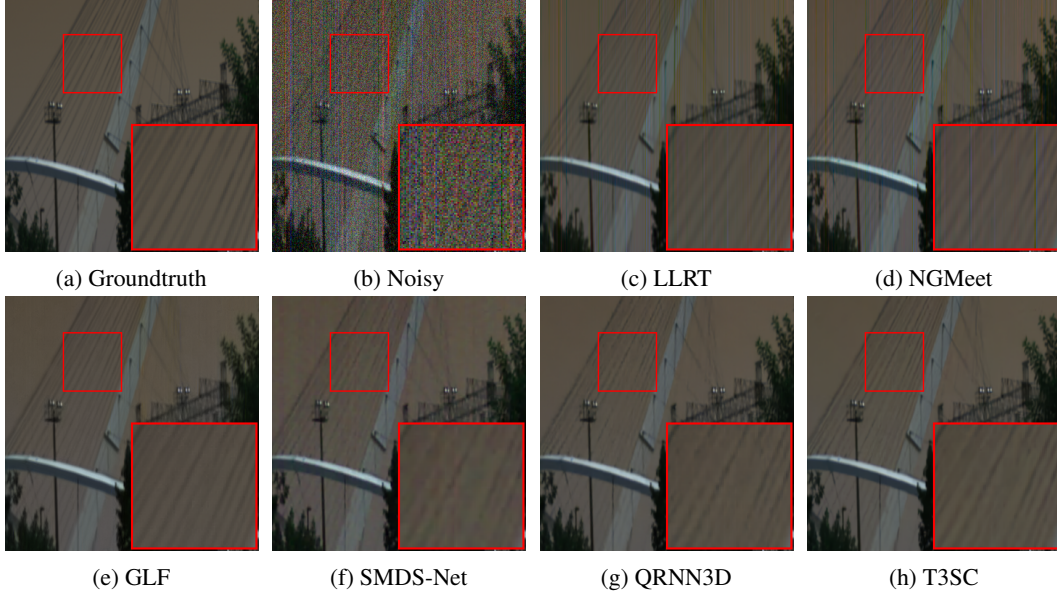 (a) Groundtruth
(b) Noisy
(c) LLRT
(d) NGMeet
(e) GLF
(f) SMDS-Net
(g) QRNN3D
(h) T3SC